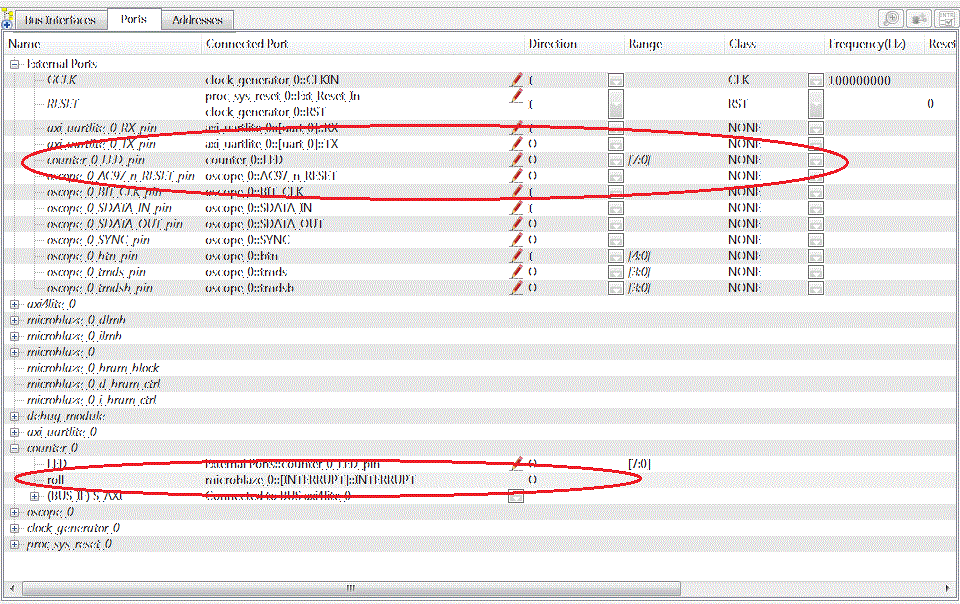 Bus Interfaces Ports Addresses
Name Connected Port Direction Range Class Frequency(Hz) Reset
External Ports
GCLK clock_generator_0::CLKIN I CLK 100000000
RESET proc_sys_reset_0::Ext_Reset_In I RST 0
clock_generator_0::RST
axi_uartlite_0_RX_pin axi_uartlite_0::[uart_0]::RX I NONE
axi_uartlite_0_TX_pin axi_uartlite_0::[uart_0]::TX O NONE
counter_0_LED_pin counter_0::LED O [7:0] NONE
oscope_0_AC97_n_RESET_pin oscope_0::AC97_n_RESET O NONE
oscope_0_BIT_CLK_pin oscope_0::BIT_CLK I NONE
oscope_0_SDATA_IN_pin oscope_0::SDATA_IN I NONE
oscope_0_SDATA_OUT_pin oscope_0::SDATA_OUT O NONE
oscope_0_SYNC_pin oscope_0::SYNC O NONE
oscope_0_btn_pin oscope_0::btn I [4:0] NONE
oscope_0_tmds_pin oscope_0::tmds O [3:0] NONE
oscope_0_tmdsb_pin oscope_0::tmdsb O [3:0] NONE
axi4lite_0
microblaze_0_dlmb
microblaze_0_ilmb
microblaze_0
microblaze_0_bram_block
microblaze_0_d_bram_ctrl
microblaze_0_i_bram_ctrl
debug_module
axi_uartlite_0
counter_0
LED External Ports::counter_0_LED_pin O [7:0]
roll microblaze_0::[INTERRUPT]::INTERRUPT O
(BUS_IF) S_AXI Connected to BUS axi4lite_0
oscope_0
clock_generator_0
proc_sys_reset_0